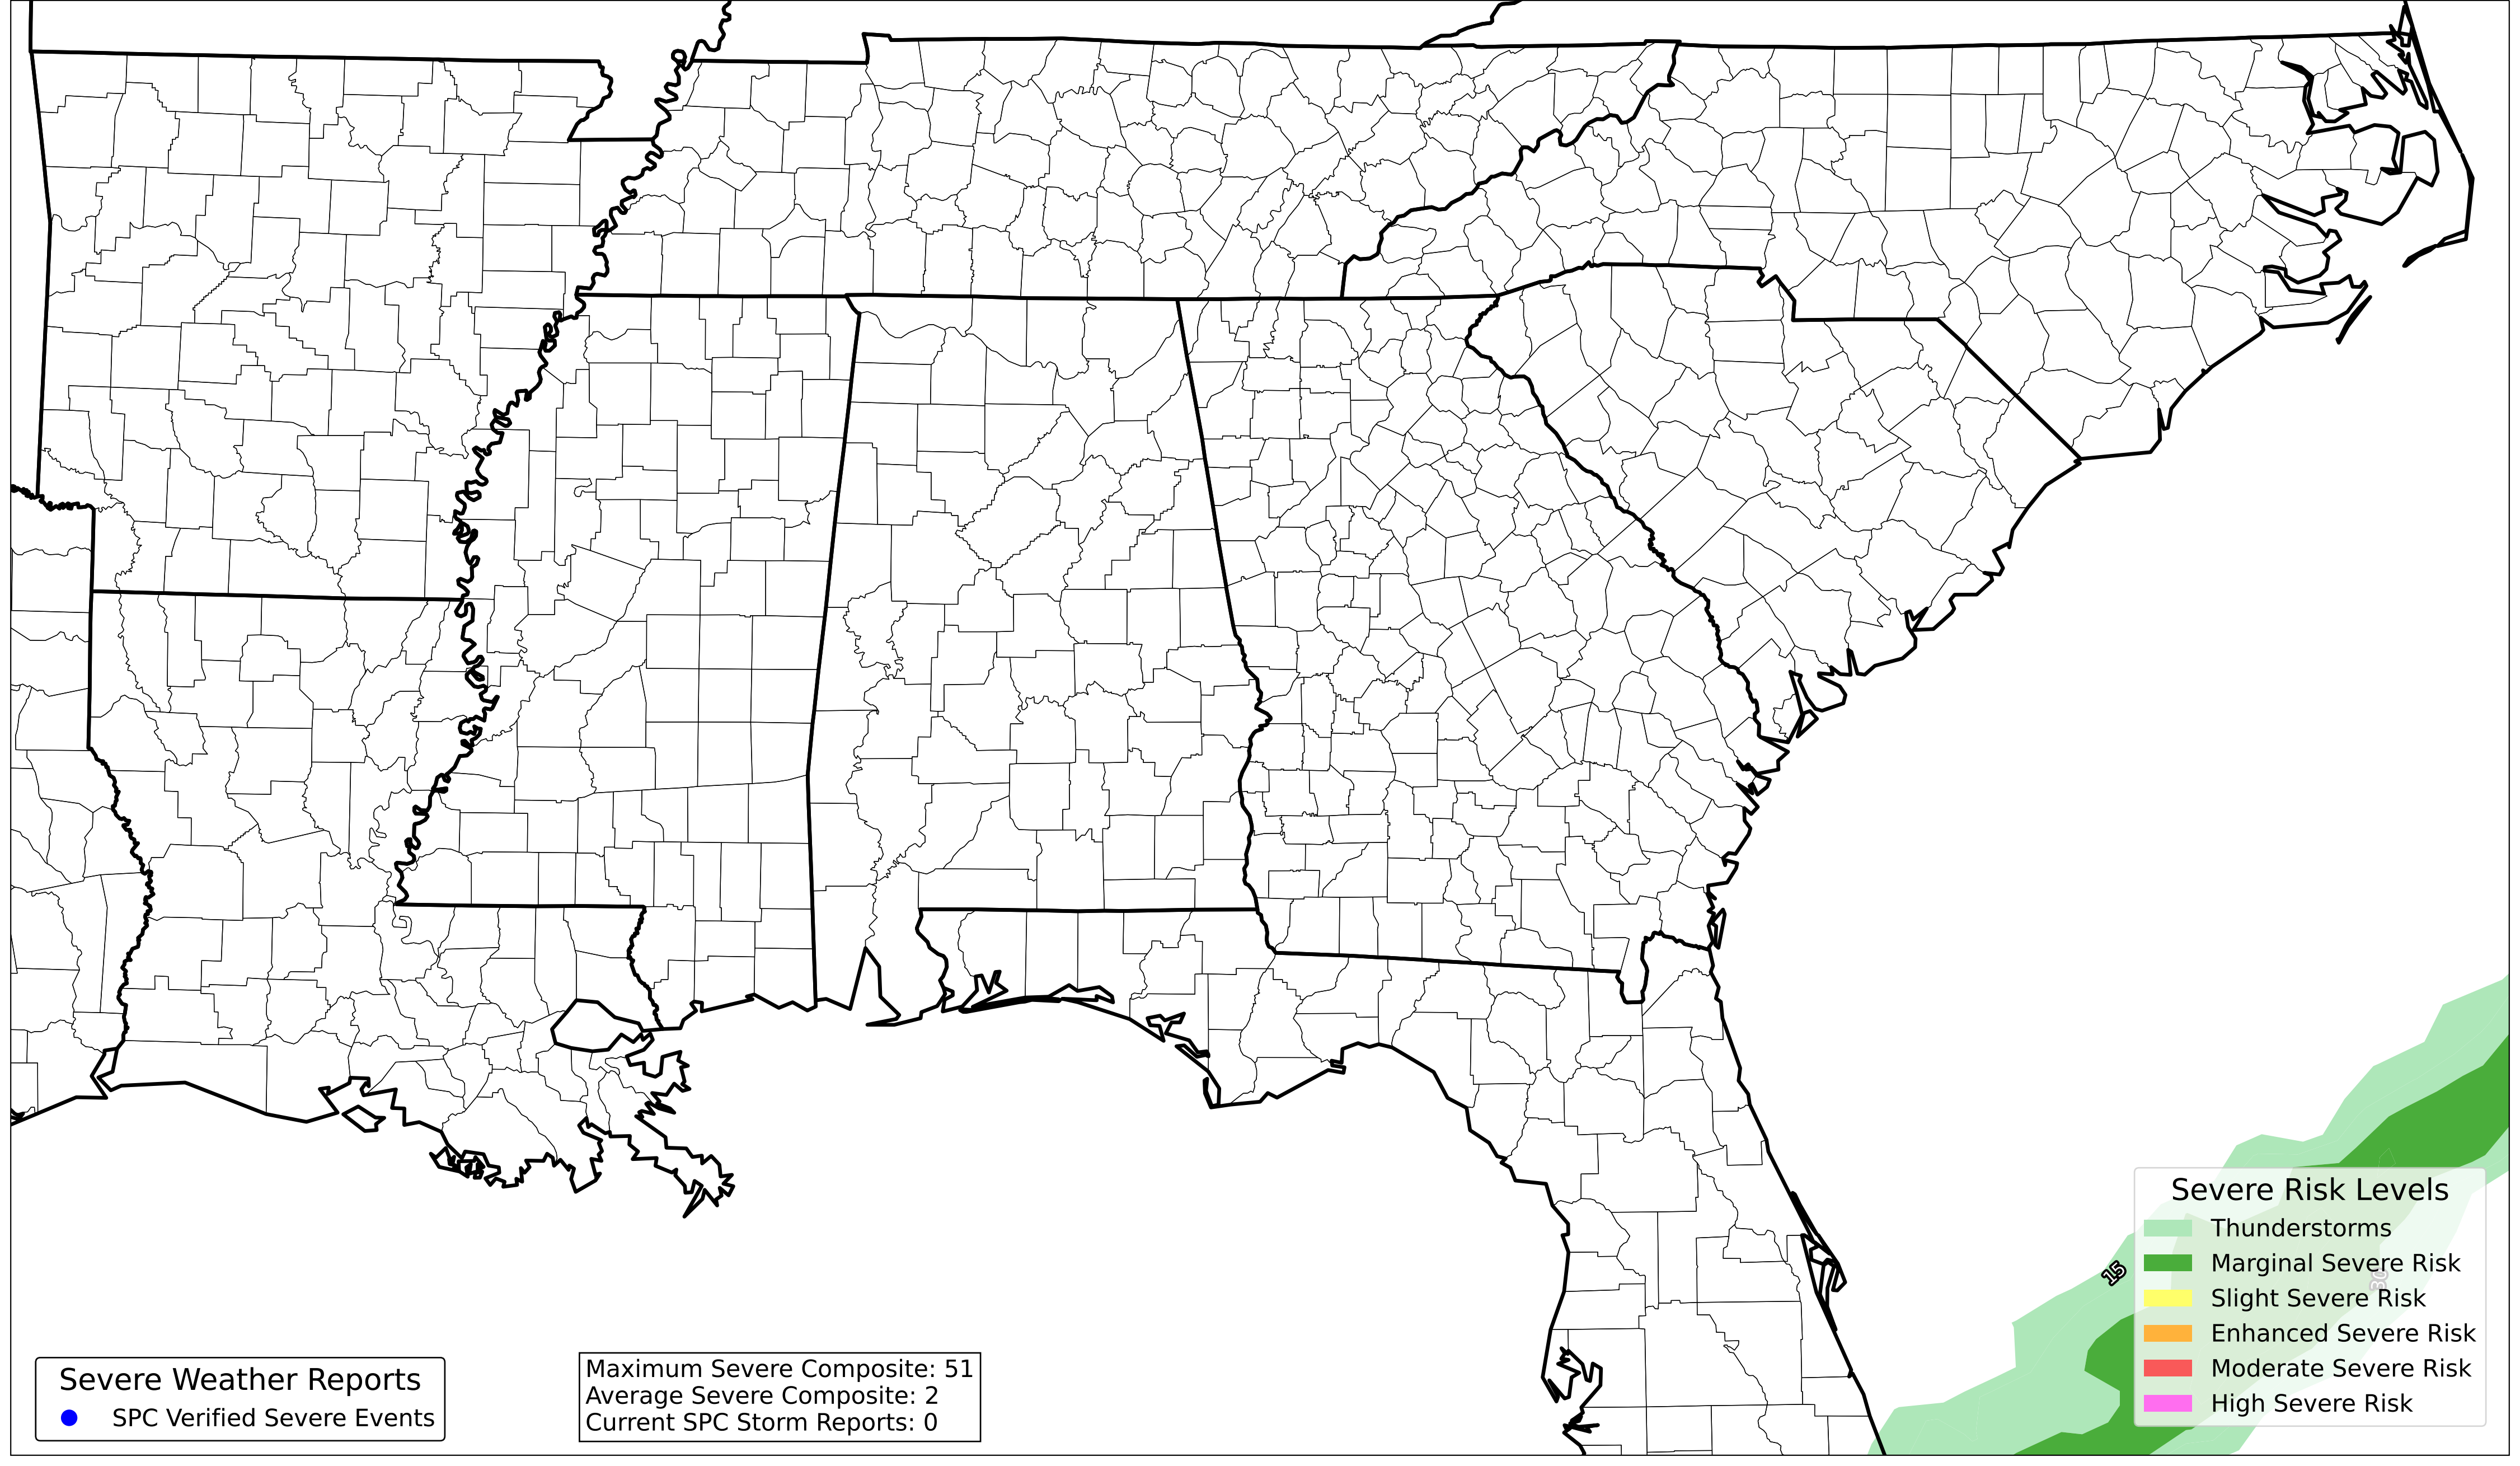 15
30
Severe Risk Levels
Thunderstorms
Marginal Severe Risk
Slight Severe Risk
Enhanced Severe Risk
Moderate Severe Risk
High Severe Risk
Severe Weather Reports
SPC Verified Severe Events
Maximum Severe Composite: 51
Average Severe Composite: 2
Current SPC Storm Reports: 0